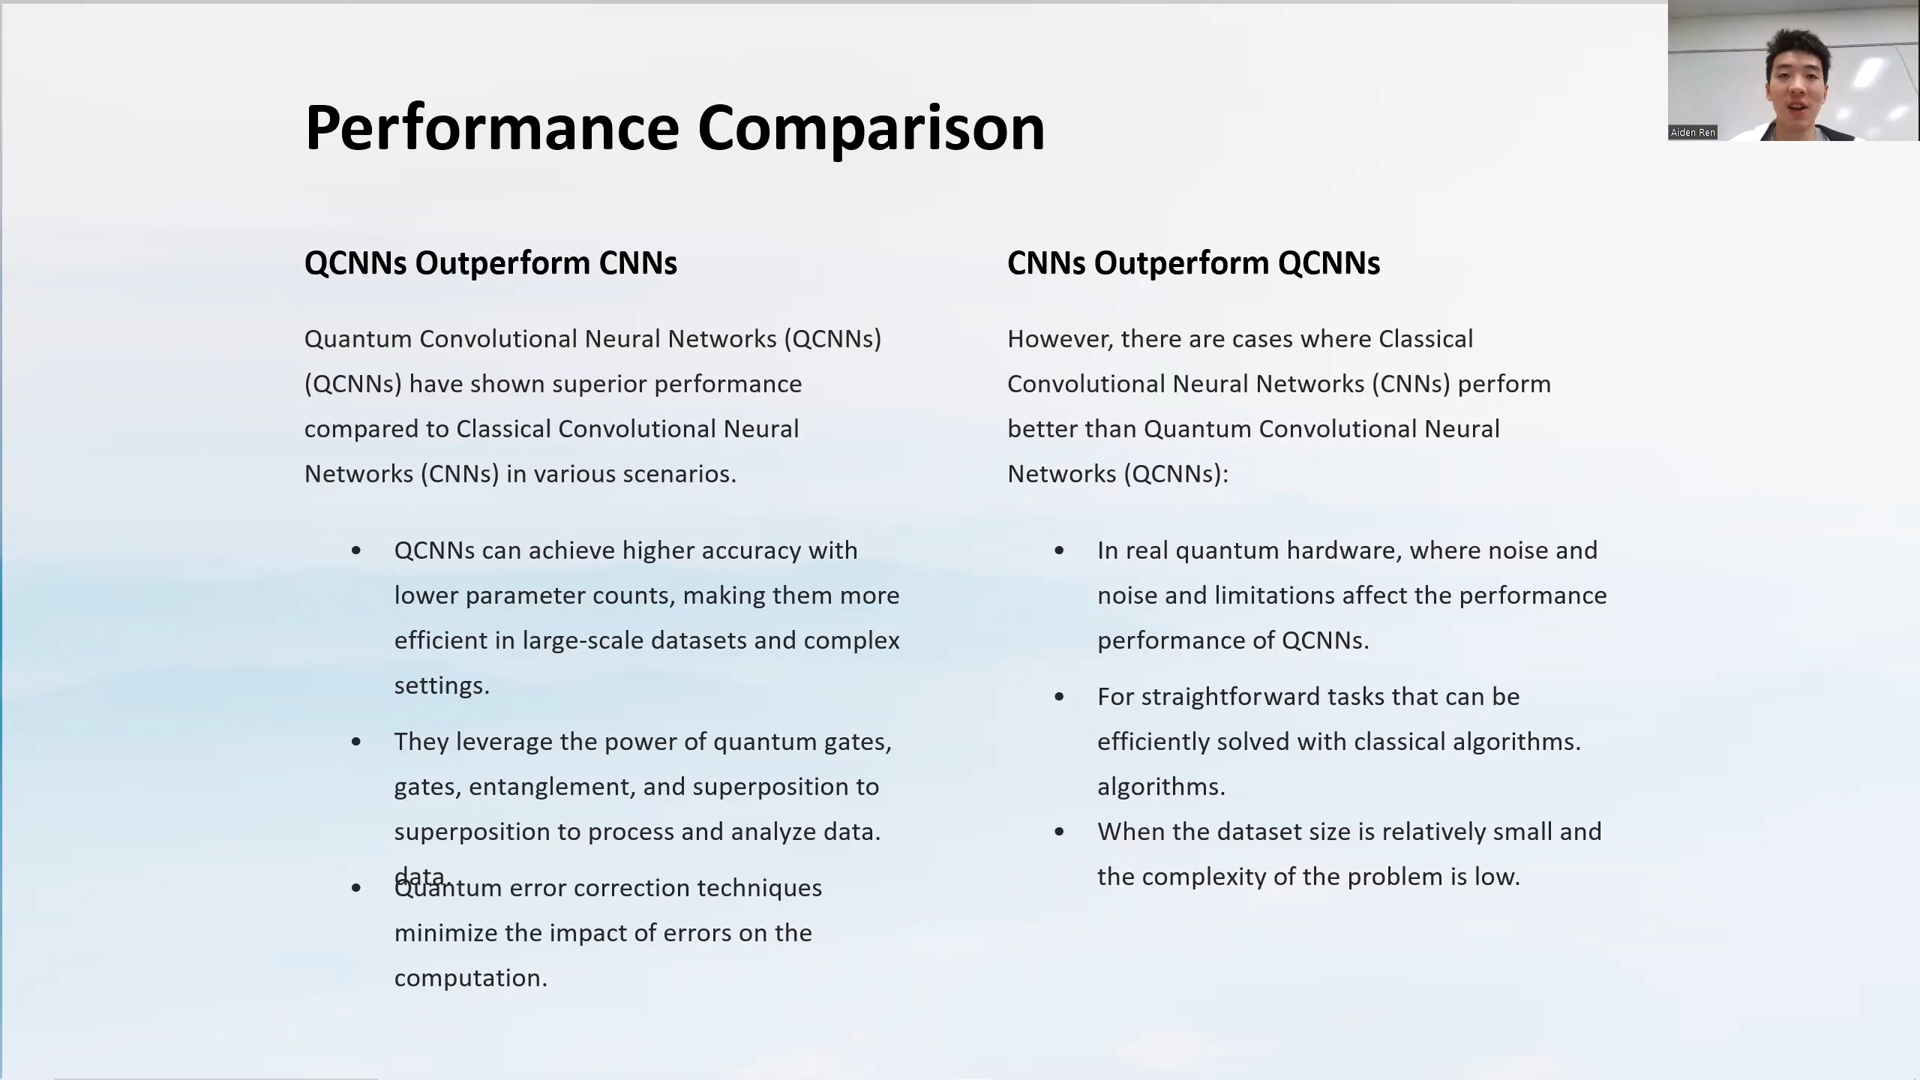 Performance Comparison
Aiden Ren
QCNNs Outperform CNNs
Quantum Convolutional Neural Networks (QCNNs)
(QCNNs) have shown superior performance
compared to Classical Convolutional Neural
Networks (CNNs) in various scenarios.
• QCNNs can achieve higher accuracy with
lower parameter counts, making them more
efficient in large-scale datasets and complex
settings.
• They leverage the power of quantum gates,
gates, entanglement, and superposition to
superposition to process and analyze data.
data.
• Quantum error correction techniques
minimize the impact of errors on the
computation.
CNNs Outperform QCNNs
However, there are cases where Classical
Convolutional Neural Networks (CNNs) perform
better than Quantum Convolutional Neural
Networks (QCNNs):
• In real quantum hardware, where noise and
noise and limitations affect the performance
performance of QCNNs.
• For straightforward tasks that can be
efficiently solved with classical algorithms.
algorithms.
• When the dataset size is relatively small and
the complexity of the problem is low.